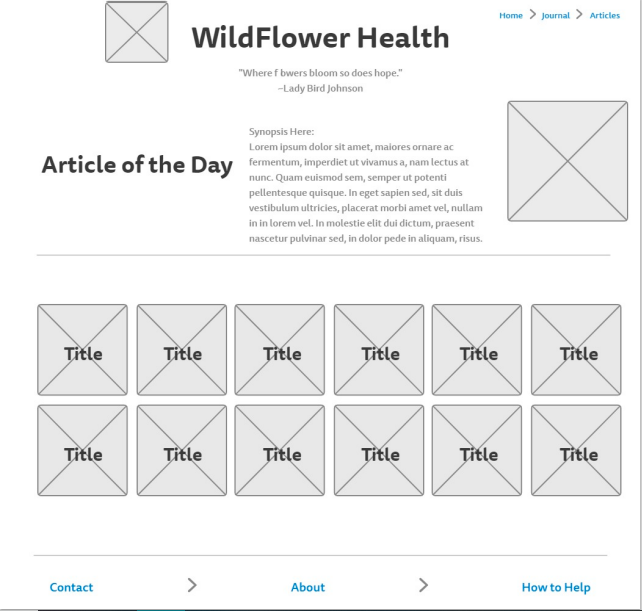 Home > Journal > Articles
WildFlower Health
"Where f bwers bloom so does hope."
–Lady Bird Johnson
Article of the Day
Synopsis Here:
Lorem ipsum dolor sit amet, maiores ornare ac
fermentum, imperdiet ut vivamus a, nam lectus at
nunc. Quam euismod sem, semper ut potenti
pellentesque quisque. In eget sapien sed, sit duis
vestibulum ultricies, placerat morbi amet vel, nullam
in in lorem vel. In molestie elit dui dictum, praesent
nascetur pulvinar sed, in dolor pede in aliquam, risus.
Title Title Title Title Title Title
Title Title Title Title Title Title
Contact > About > How to Help